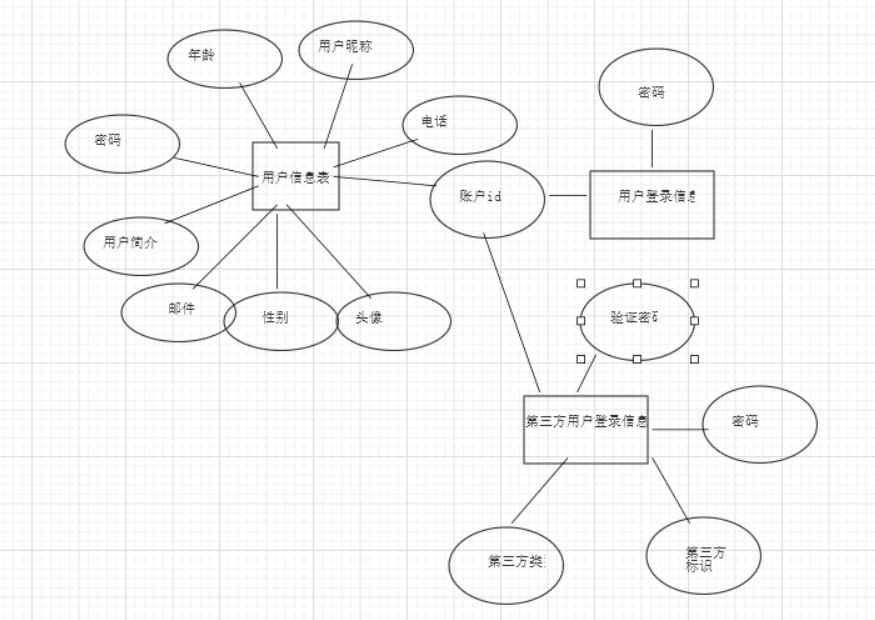 年龄
用户昵称
密码
电话
密码
用户信息表
账户id
用户登录信息
用户简介
邮件
性别
头像
验证密码
第三方用户登录信息
密码
第三方类
第三方
标识